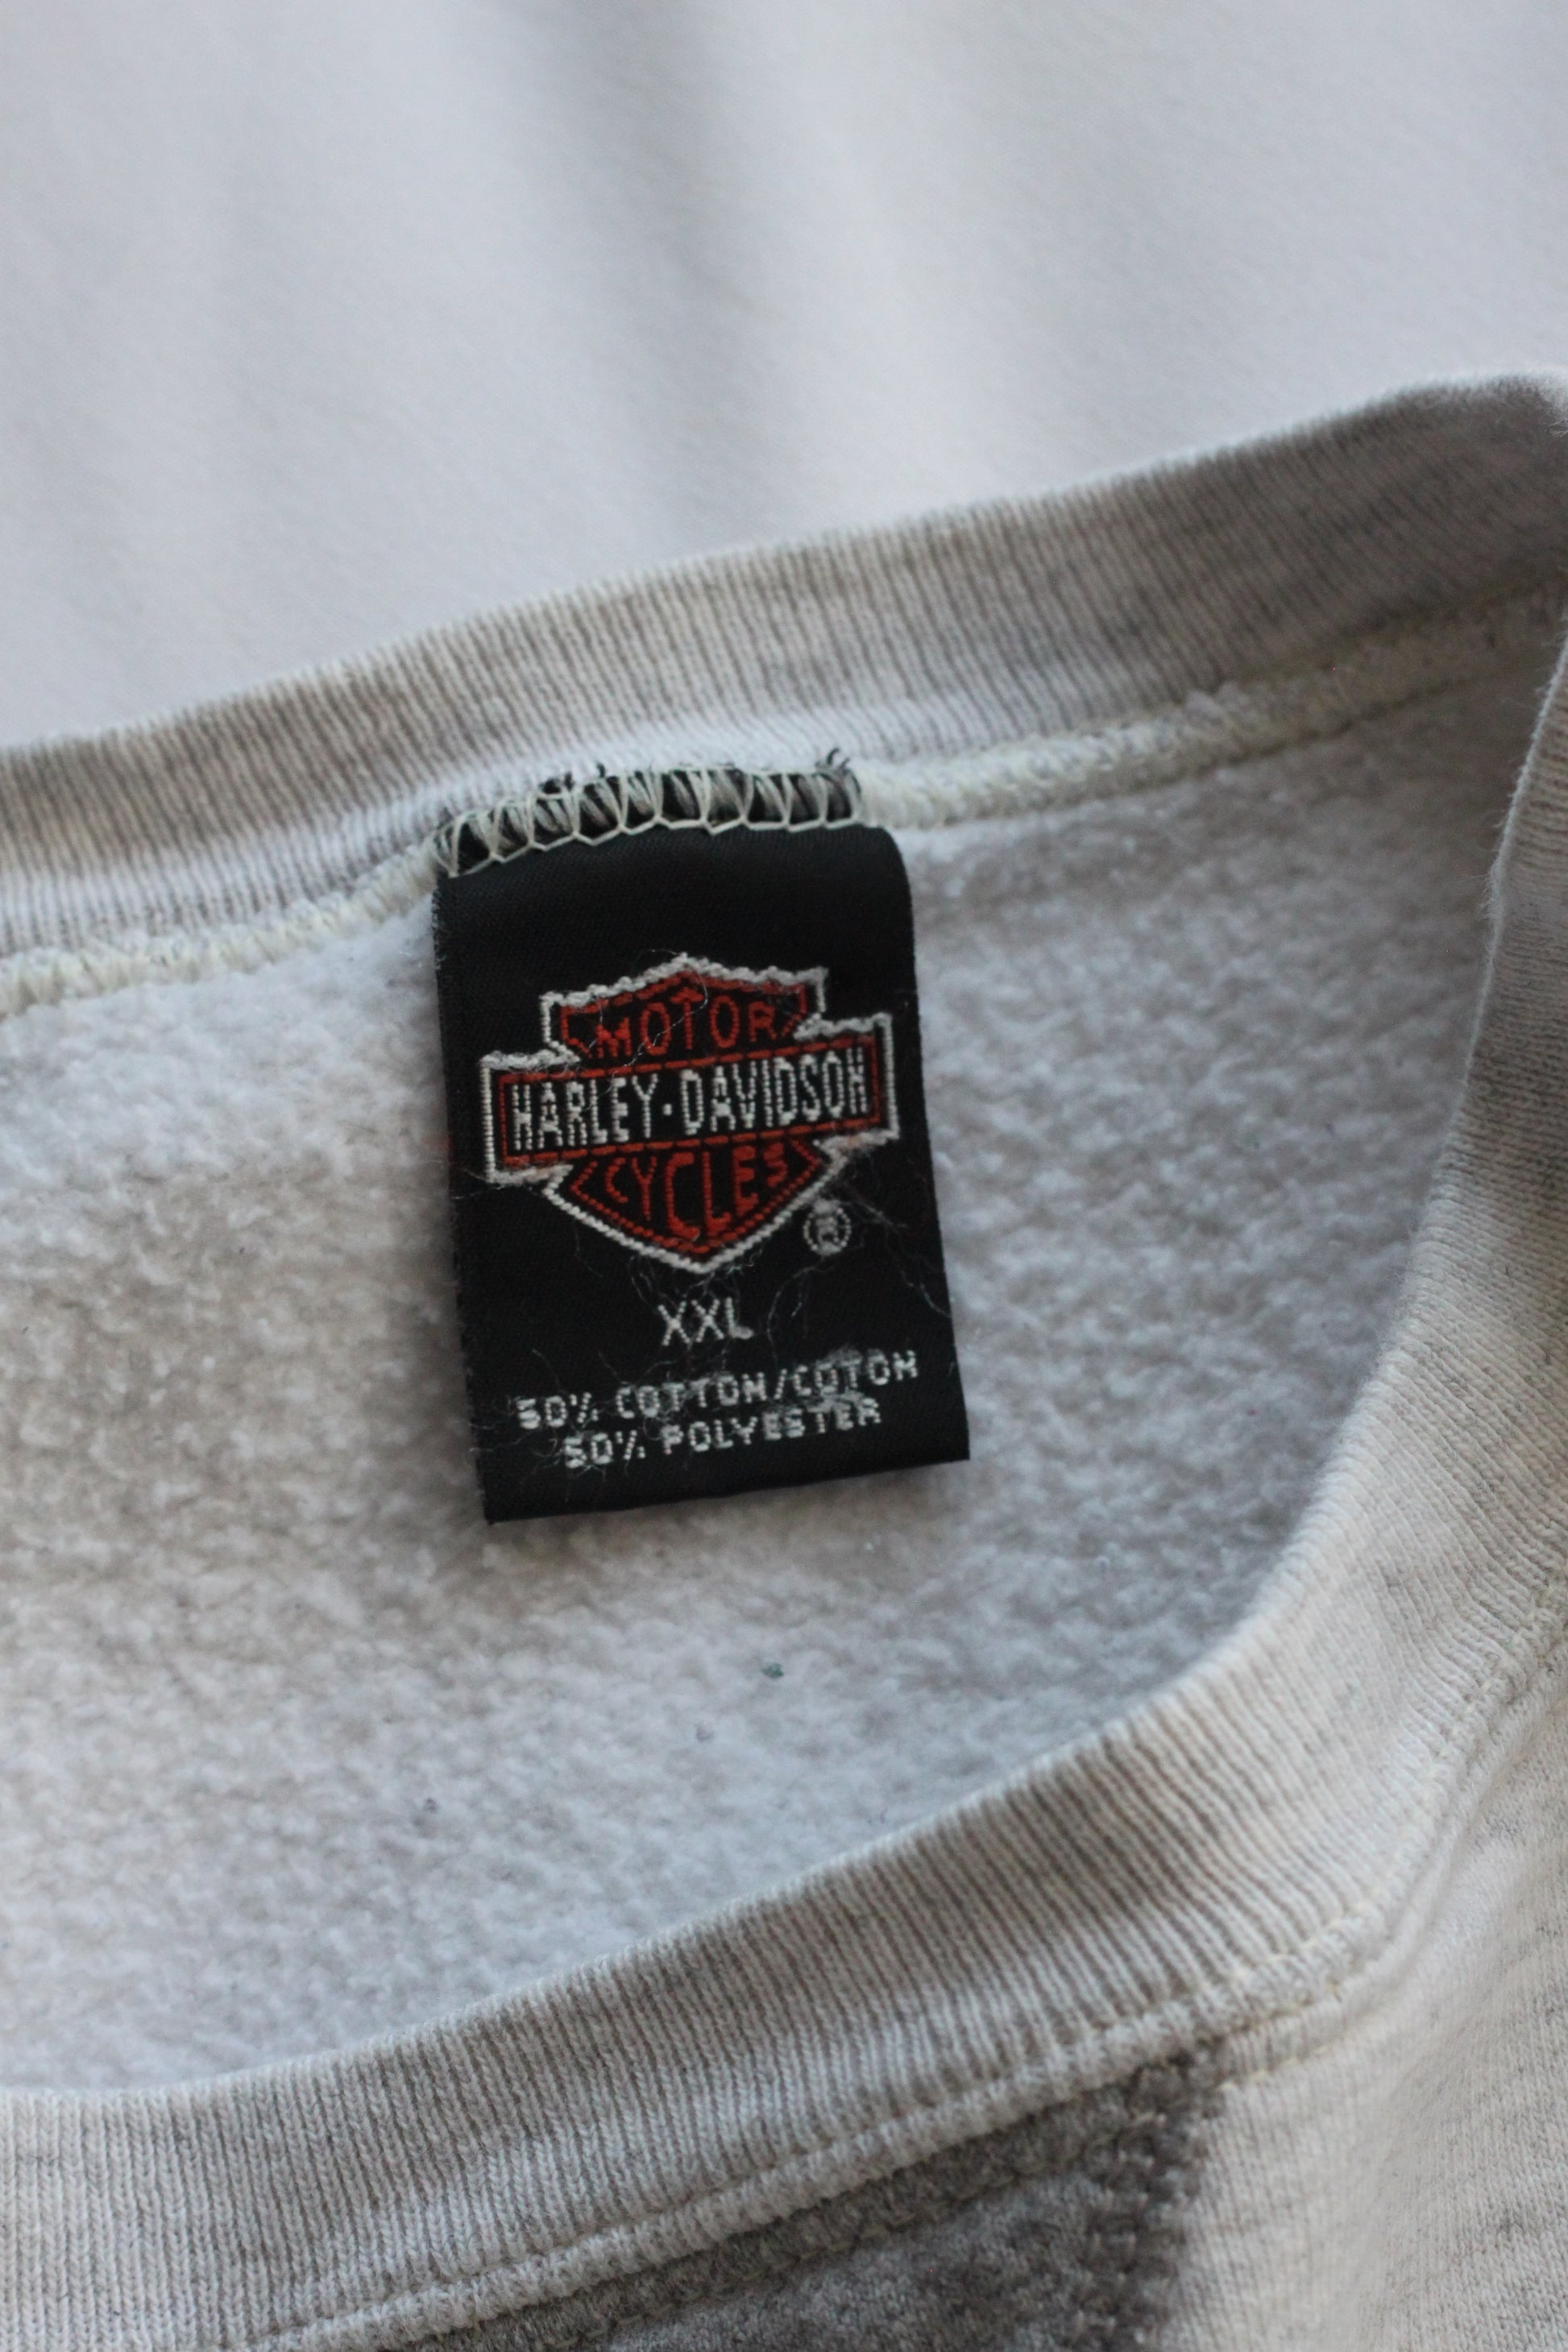 MOTOR
HARLEY-DAVIDSON
CYCLES
®
XXL
50% COTTON/COTON
50% POLYESTER